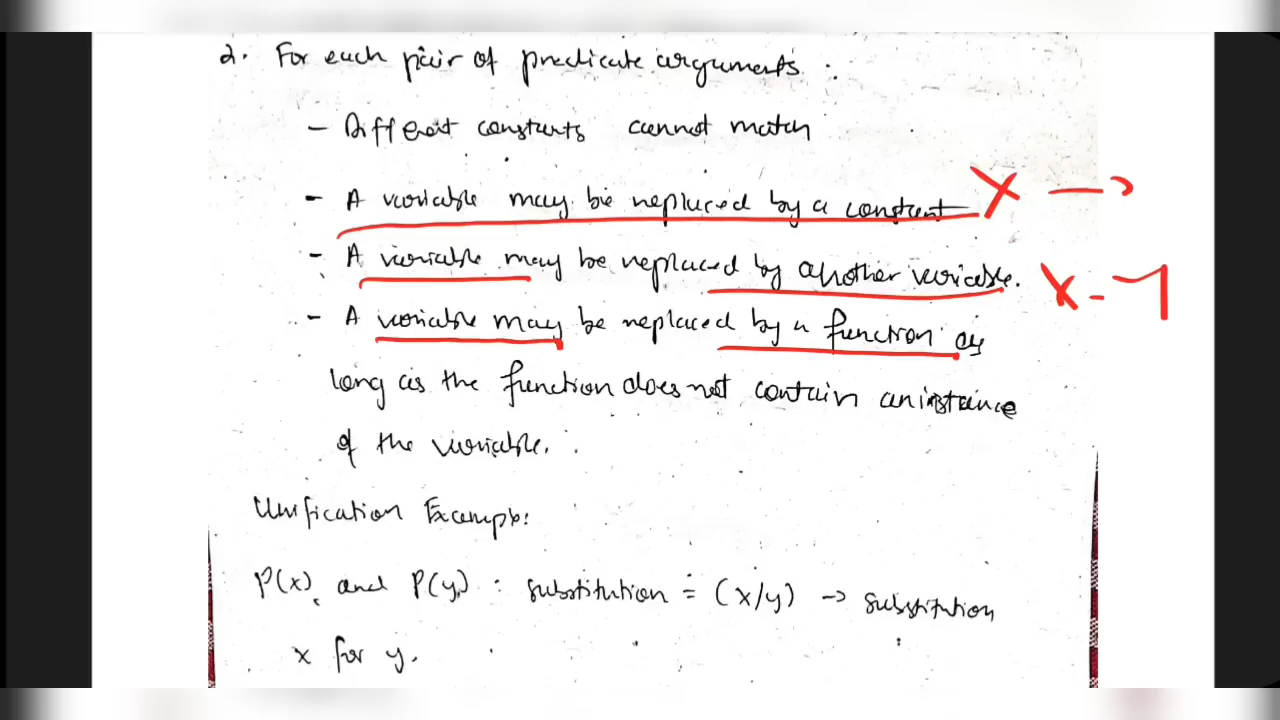 2. For each pair of predicate arguments :
- Different constants cannot match
- A variable may be replaced by a constant X →
- A variable may be replaced by another variable. X - Y
- A variable may be replaced by a function as
long as the function does not contain an instance
of the variable.
Unification Example:
P(x) and P(y) : substitution = (x/y) → substitution
x for y.